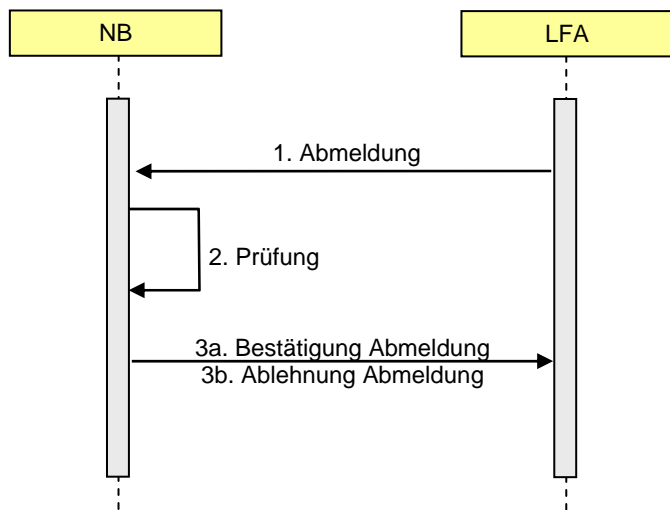 NB
LFA
1. Abmeldung
2. Prüfung
3a. Bestätigung Abmeldung
3b. Ablehnung Abmeldung